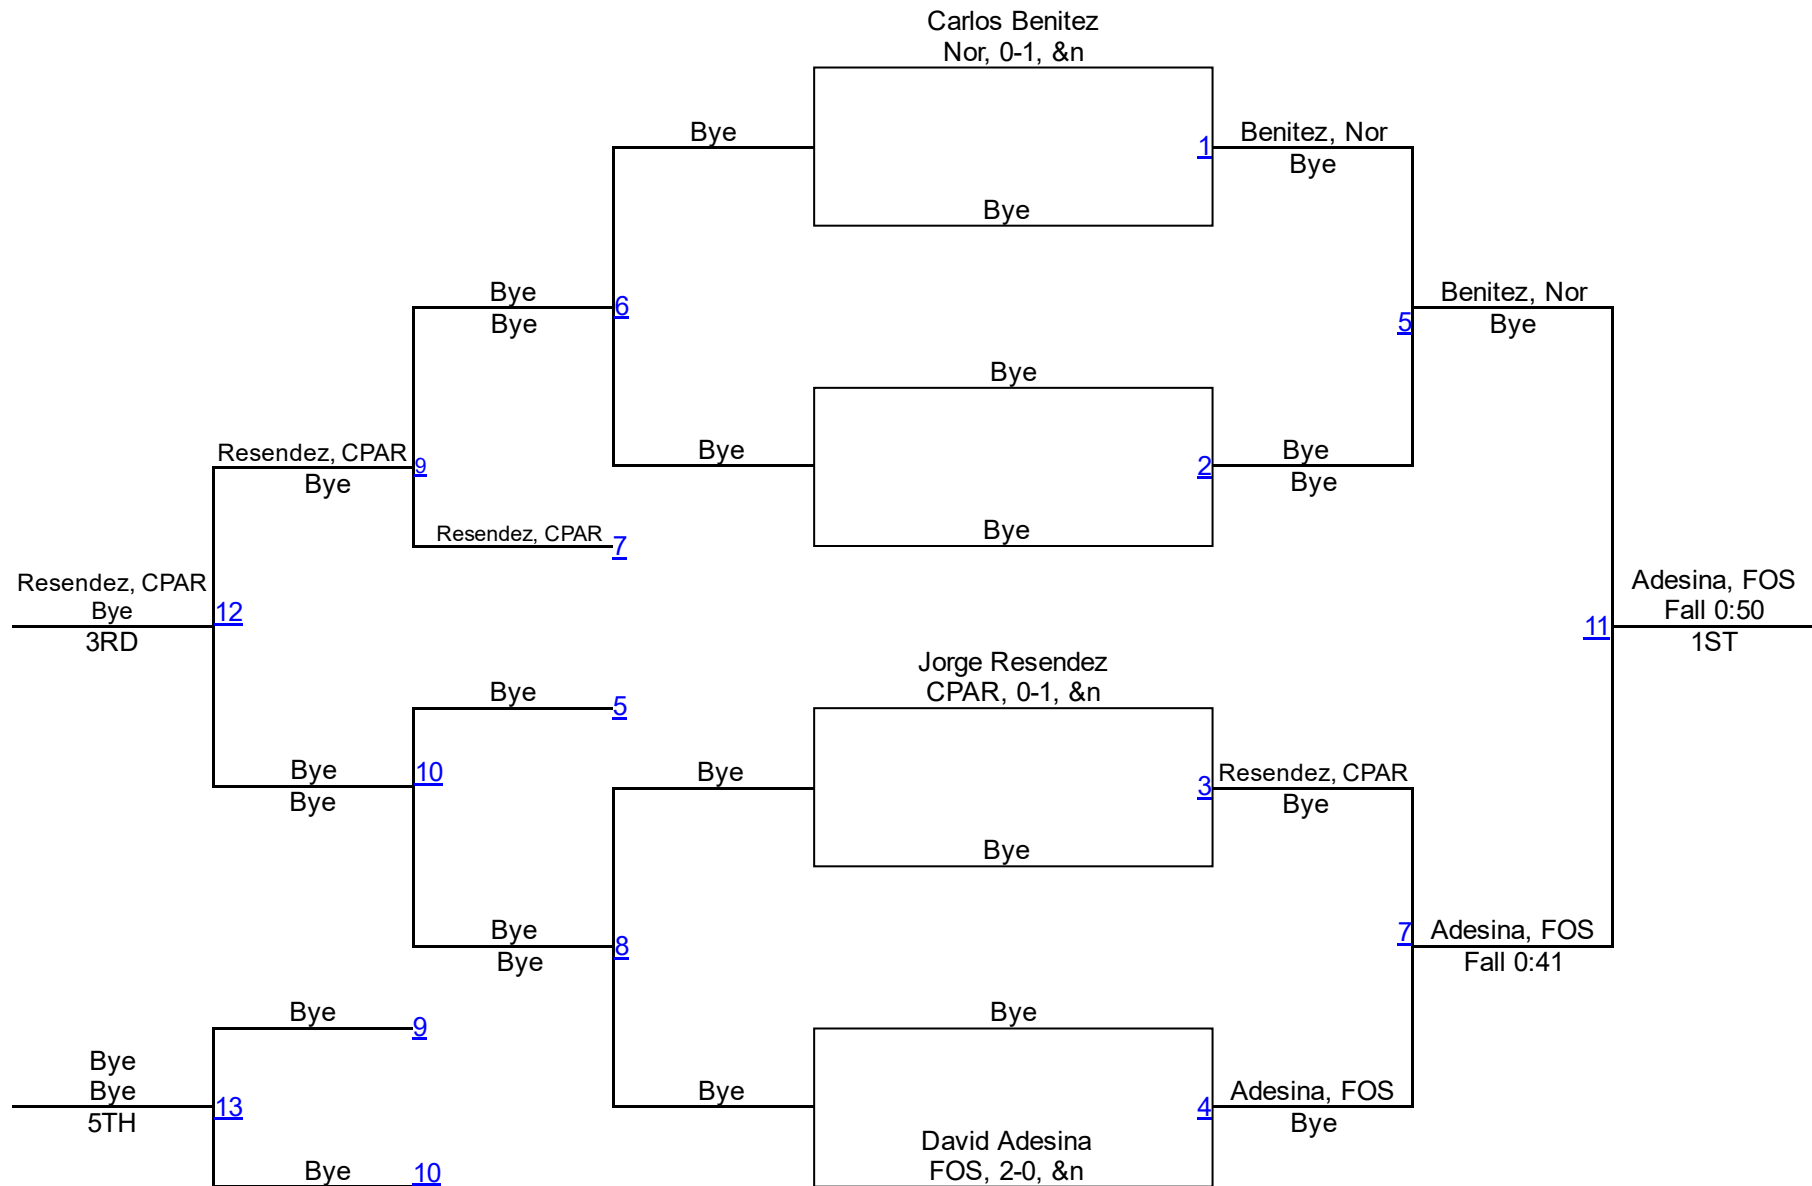 Carlos Benitez
Nor, 0-1, &n
Bye
1
Benitez, Nor
Bye
Bye
Bye
Bye
6
Benitez, Nor
Bye
5
Bye
Resendez, CPAR
Bye
9
Bye
2
Bye
Bye
Resendez, CPAR
7
Bye
Resendez, CPAR
Bye
3RD
12
Adesina, FOS
Fall 0:50
1ST
11
Jorge Resendez
CPAR, 0-1, &n
Bye
5
Bye
Bye
10
Bye
3
Resendez, CPAR
Bye
Bye
Bye
Bye
8
7
Adesina, FOS
Fall 0:41
Bye
9
Bye
Bye
Bye
5TH
13
Bye
4
Adesina, FOS
Bye
David Adesina
FOS, 2-0, &n
Bye
10